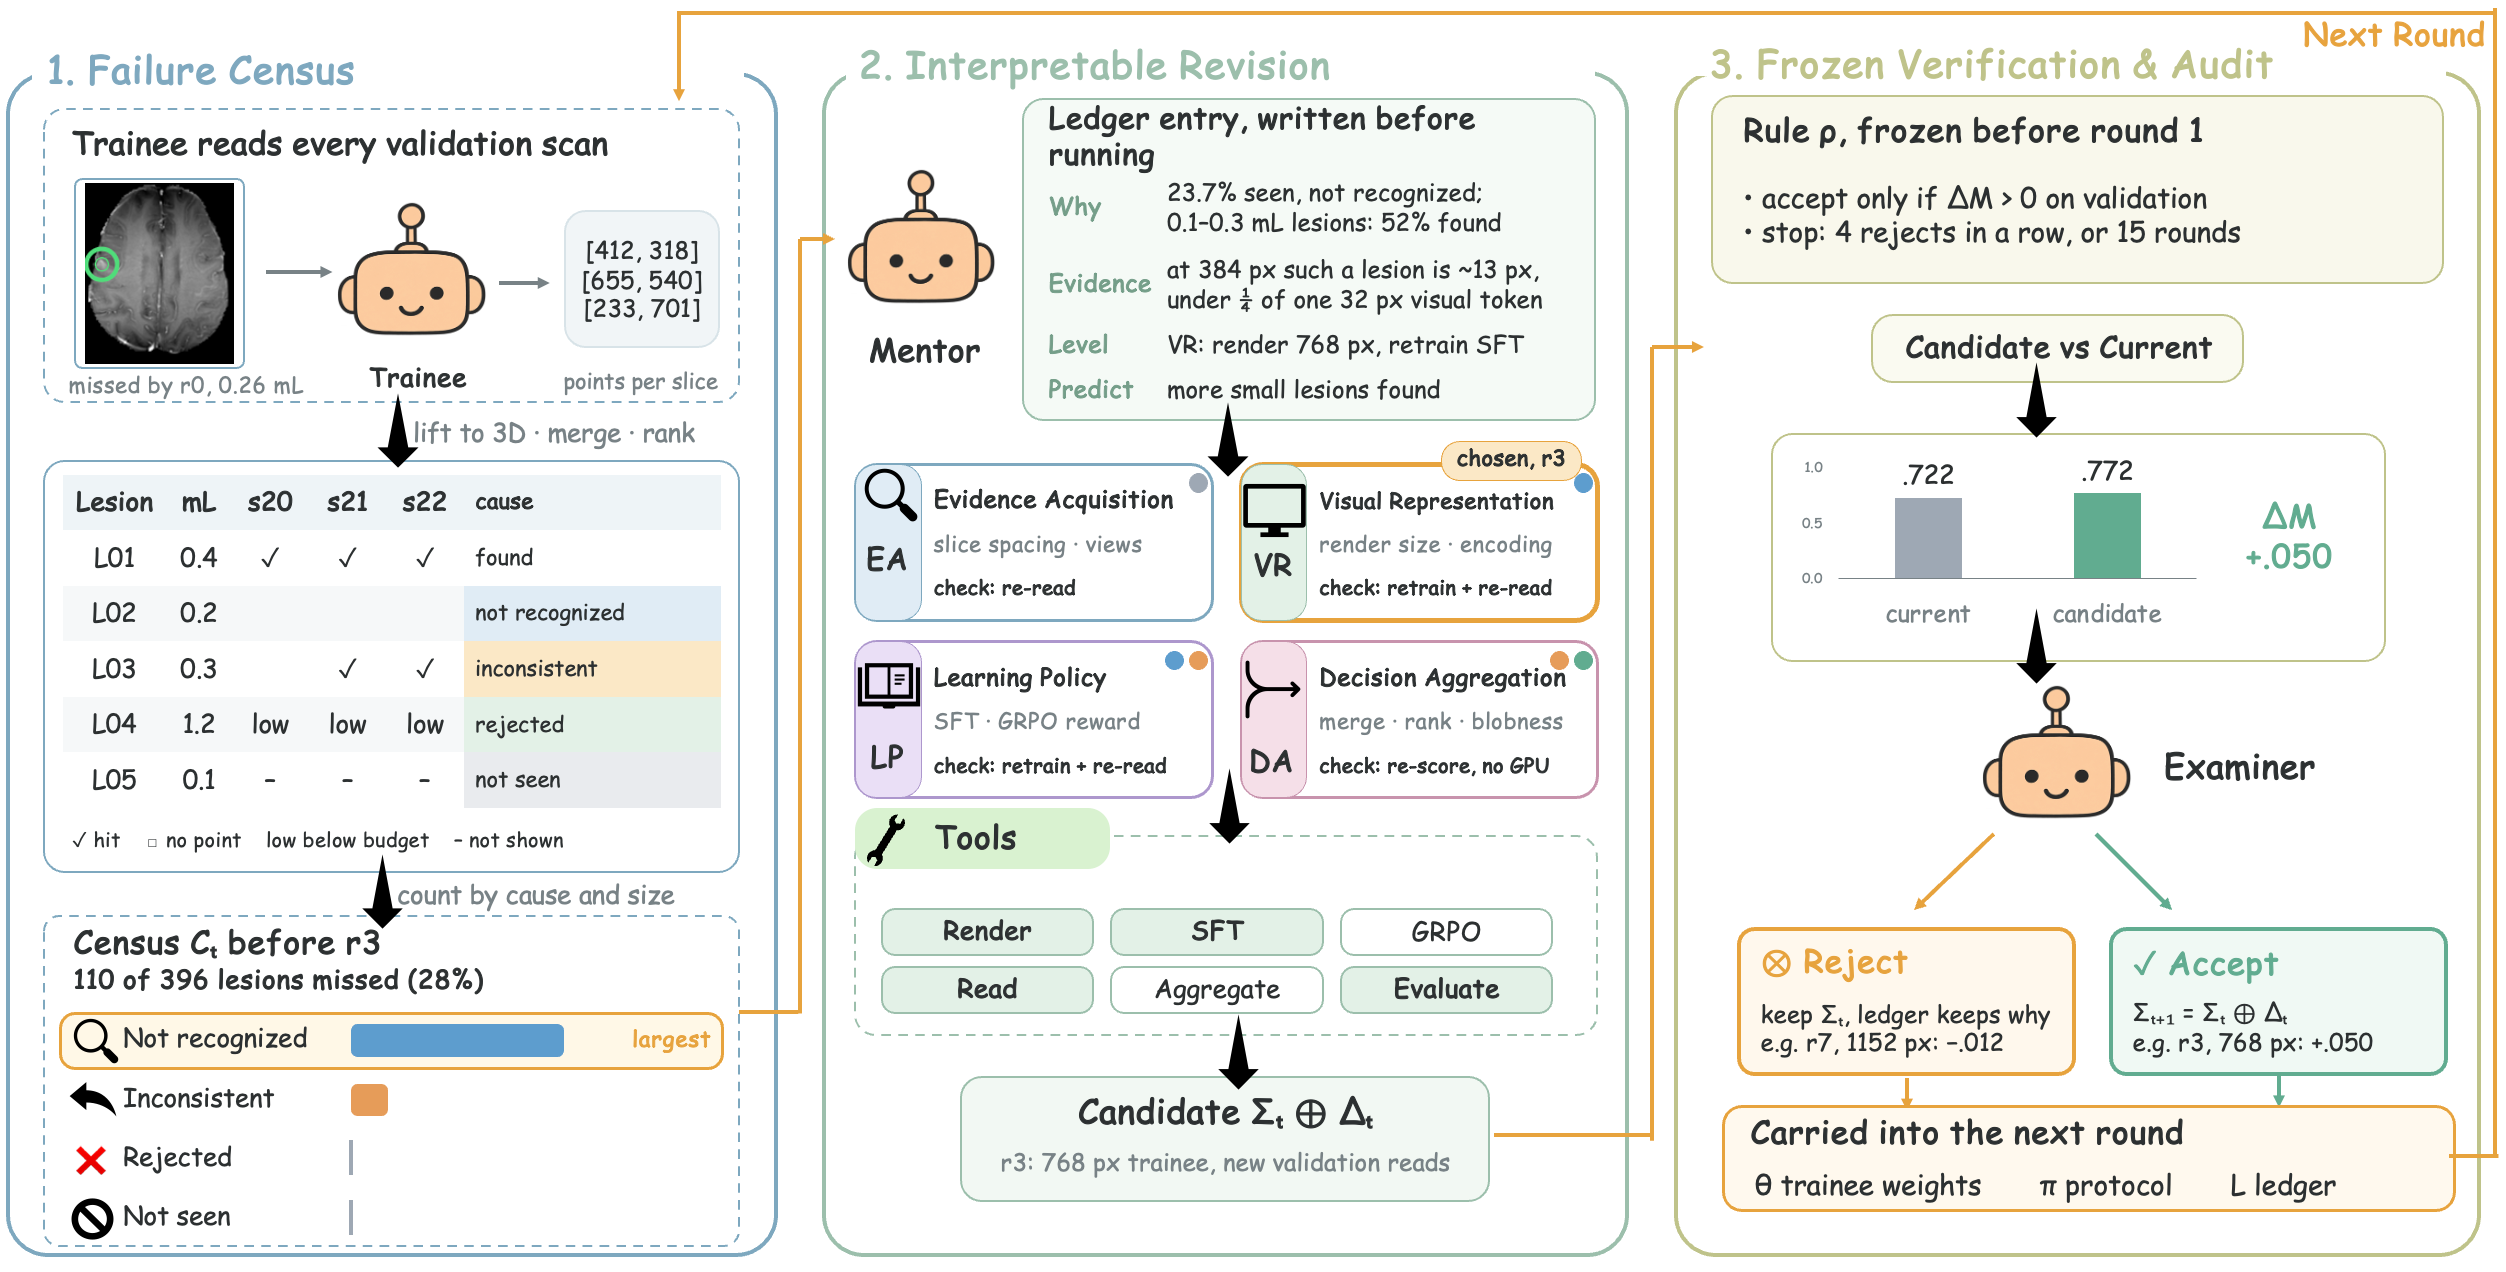 Next Round
1. Failure Census
Trainee reads every validation scan
[412, 318]
[655, 540]
[233, 701]
missed by r0, 0.26 mL
Trainee
points per slice
lift to 3D · merge · rank
Lesion mL s20 s21 s22 cause
L01 0.4 ✓ ✓ ✓ found
L02 0.2 not recognized
L03 0.3 ✓ ✓ inconsistent
L04 1.2 low low low rejected
L05 0.1 – – – not seen
✓ hit □ no point low below budget – not shown
count by cause and size
Census Cₜ before r3
110 of 396 lesions missed (28%)
Not recognized largest
Inconsistent
Rejected
Not seen
2. Interpretable Revision
Mentor
Ledger entry, written before
running
Why 23.7% seen, not recognized;
0.1–0.3 mL lesions: 52% found
Evidence at 384 px such a lesion is ~13 px,
under ¼ of one 32 px visual token
Level VR: render 768 px, retrain SFT
Predict more small lesions found
chosen, r3
EA
Evidence Acquisition
slice spacing · views
check: re-read
VR
Visual Representation
render size · encoding
check: retrain + re-read
LP
Learning Policy
SFT · GRPO reward
check: retrain + re-read
DA
Decision Aggregation
merge · rank · blobness
check: re-score, no GPU
Tools
Render SFT GRPO
Read Aggregate Evaluate
Candidate Σₜ ⊕ Δₜ
r3: 768 px trainee, new validation reads
3. Frozen Verification & Audit
Rule ρ, frozen before round 1
• accept only if ΔM > 0 on validation
• stop: 4 rejects in a row, or 15 rounds
Candidate vs Current
1.0
0.5
0.0
.722
.772
current
candidate
ΔM
+.050
Examiner
⊗ Reject
keep Σₜ, ledger keeps why
e.g. r7, 1152 px: −.012
✓ Accept
Σₜ₊₁ = Σₜ ⊕ Δₜ
e.g. r3, 768 px: +.050
Carried into the next round
θ trainee weights π protocol L ledger